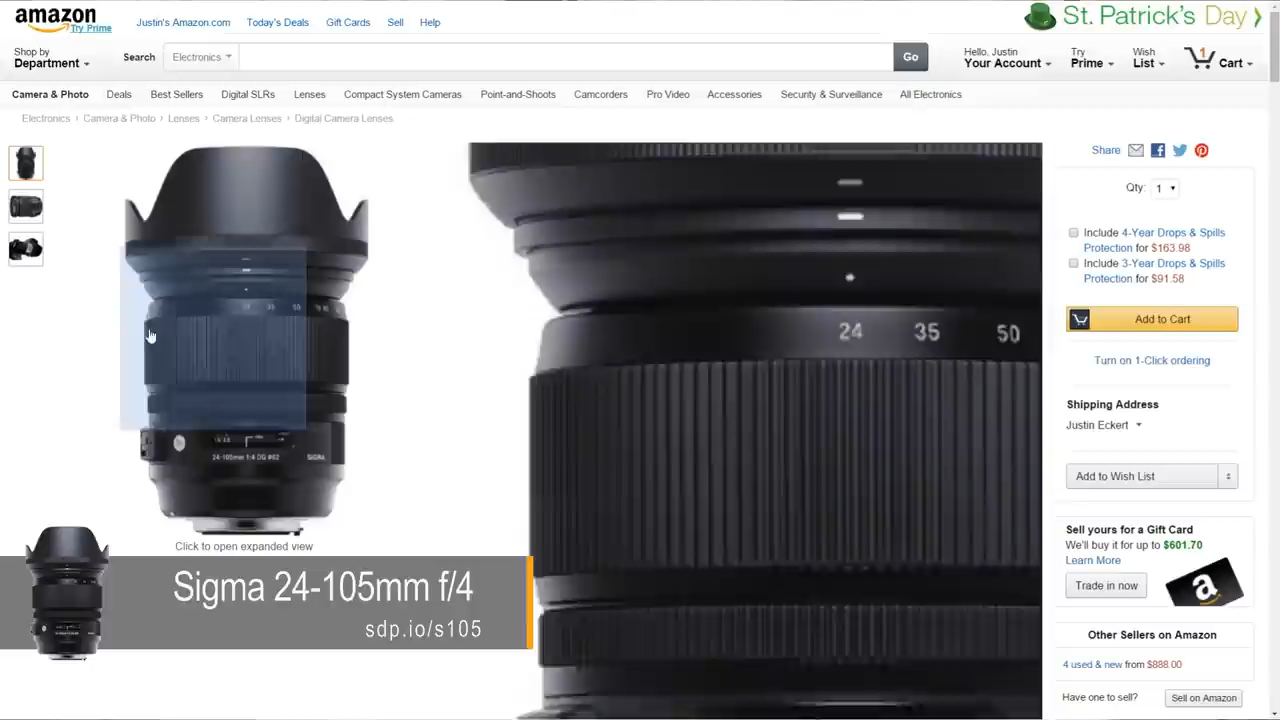 amazon
Try Prime
Justin's Amazon.com
Today's Deals
Gift Cards
Sell
Help
St. Patrick's Day
Shop by
Department
Search
Electronics
Go
Hello, Justin
Your Account
Try
Prime
Wish
List
1
Cart
Camera & Photo
Deals
Best Sellers
Digital SLRs
Lenses
Compact System Cameras
Point-and-Shoots
Camcorders
Pro Video
Accessories
Security & Surveillance
All Electronics
Electronics › Camera & Photo › Lenses › Camera Lenses › Digital Camera Lenses
Share
Qty: 1
Include 4-Year Drops & Spills
Protection for $163.98
Include 3-Year Drops & Spills
Protection for $91.58
Add to Cart
Turn on 1-Click ordering
Shipping Address
Justin Eckert
Add to Wish List
Sell yours for a Gift Card
We'll buy it for up to $601.70
Learn More
Trade in now
a
Other Sellers on Amazon
4 used & new from $888.00
Have one to sell?
Sell on Amazon
24 35 50
35 50
SIGMA
Click to open expanded view
Sigma 24-105mm f/4
sdp.io/s105